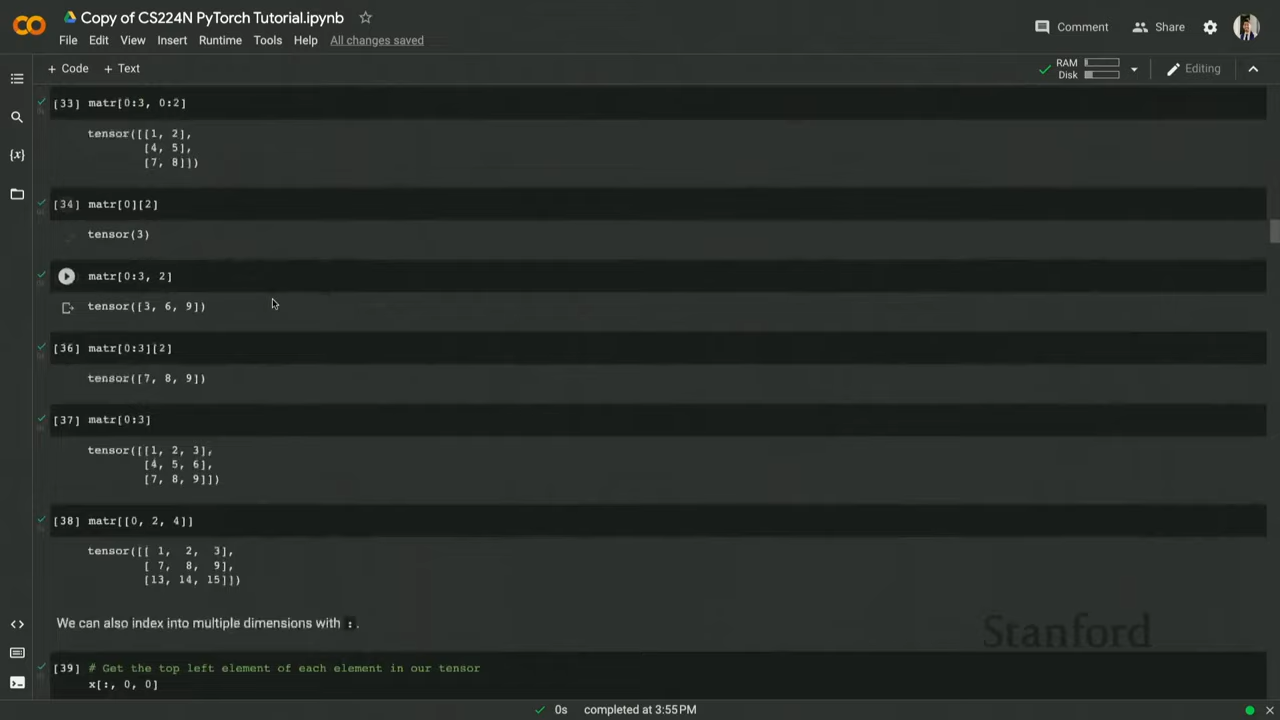 Copy of CS224N PyTorch Tutorial.ipynb
File Edit View Insert Runtime Tools Help All changes saved
Comment Share
+ Code + Text
RAM
Disk
Editing
[33] matr[0:3, 0:2]
tensor([[1, 2],
[4, 5],
[7, 8]])
[34] matr[0][2]
tensor(3)
matr[0:3, 2]
tensor([3, 6, 9])
[36] matr[0:3][2]
tensor([7, 8, 9])
[37] matr[0:3]
tensor([[1, 2, 3],
[4, 5, 6],
[7, 8, 9]])
[38] matr[[0, 2, 4]]
tensor([[ 1, 2, 3],
[ 7, 8, 9],
[13, 14, 15]])
We can also index into multiple dimensions with :.
Stanford
[39] # Get the top left element of each element in our tensor
x[:, 0, 0]
0s completed at 3:55PM